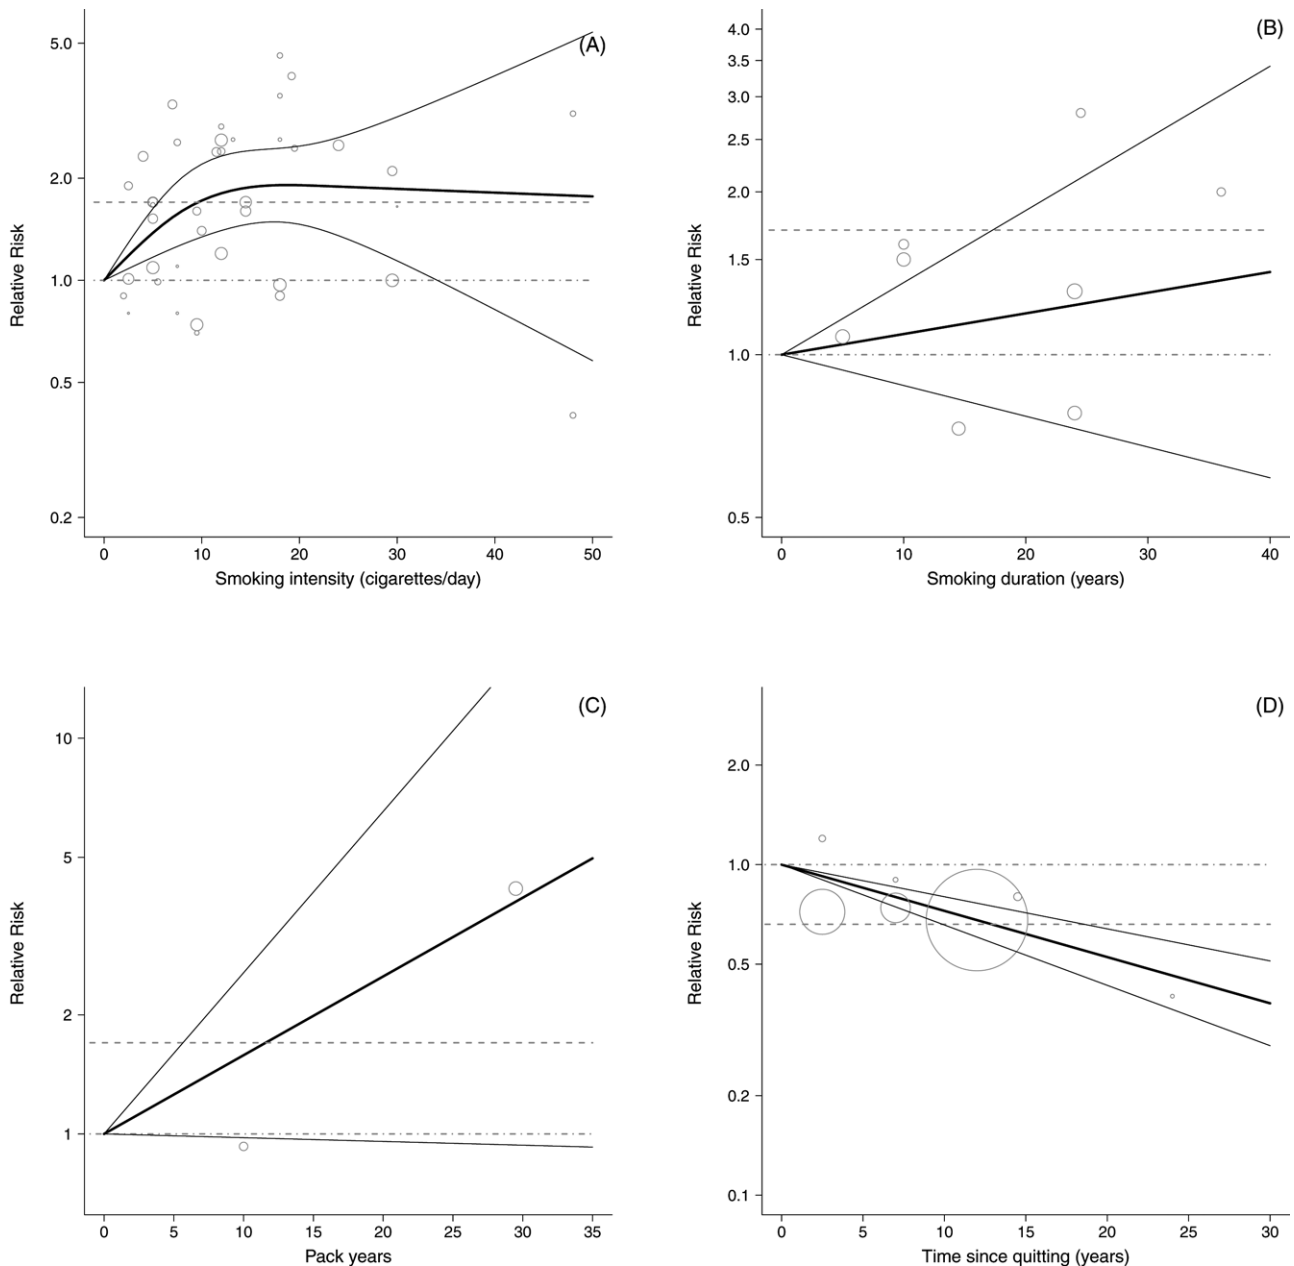 (A)
5.0
2.0
1.0
0.5
0.2
Relative Risk
0 10 20 30 40 50
Smoking intensity (cigarettes/day)
(B)
4.0
3.5
3.0
2.5
2.0
1.5
1.0
0.5
Relative Risk
0 10 20 30 40
Smoking duration (years)
(C)
10
5
2
1
Relative Risk
0 5 10 15 20 25 30 35
Pack years
(D)
2.0
1.0
0.5
0.2
0.1
Relative Risk
0 5 10 15 20 25 30
Time since quitting (years)